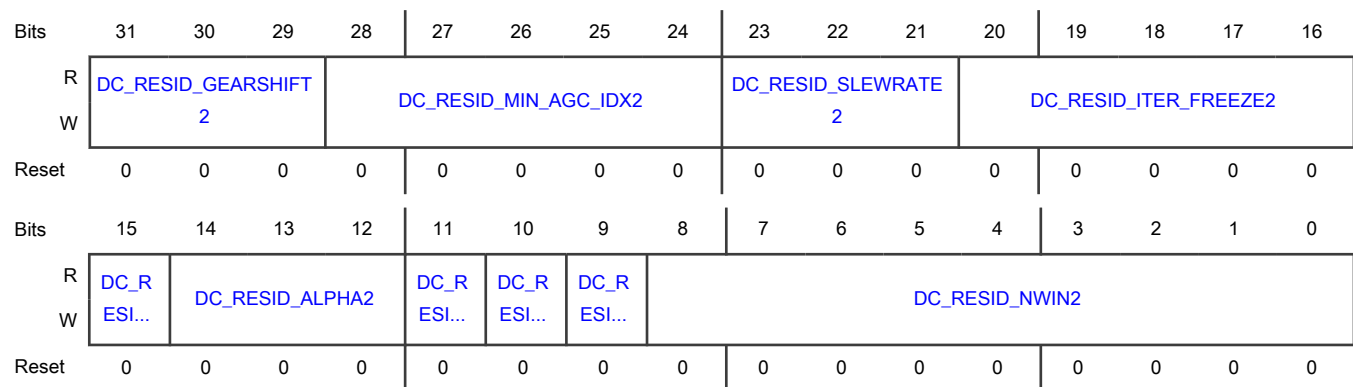 Bits 31 30 29 28 27 26 25 24 23 22 21 20 19 18 17 16
R DC_RESID_GEARSHIFT DC_RESID_MIN_AGC_IDX2 DC_RESID_SLEWRATE DC_RESID_ITER_FREEZE2
W 2 2
Reset 0 0 0 0 0 0 0 0 0 0 0 0 0 0 0 0
Bits 15 14 13 12 11 10 9 8 7 6 5 4 3 2 1 0
R DC_R DC_RESID_ALPHA2 DC_R DC_R DC_R DC_RESID_NWIN2
W ESI... ESI... ESI... ESI...
Reset 0 0 0 0 0 0 0 0 0 0 0 0 0 0 0 0